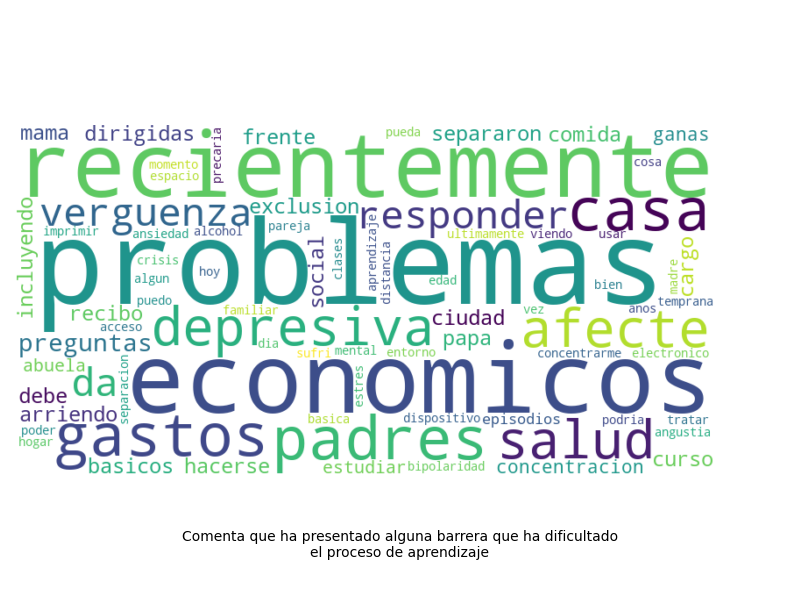 mama dirigidas precaria frente pueda separaron comida ganas
recientemente
momento espacio cosa
incluyendo verguenza exclusion responder casa
imprimir ansiedad alcohol pareja ultimamente viendo usar
problemas
crisis algun hoy social clases aprendizaje distancia edad bien madre cargo
puedo familiar vez años temprana
recibo acceso depresiva ciudad afecte
preguntas dia papa
sufri mental entorno concentrarme electronico
abuela da separacion economicos estres
debe
arriendo gastos basica dispositivo episodios podria tratar
poder padres salud angustia
hogar basicos hacerse estudiar bipolaridad concentracion curso
Comenta que ha presentado alguna barrera que ha dificultado
el proceso de aprendizaje